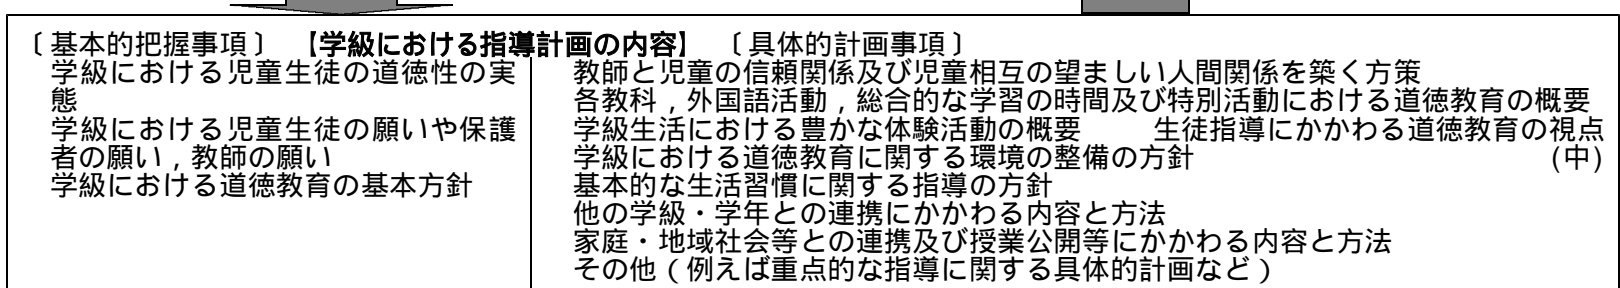 〔基本的把握事項〕 【学級における指導計画の内容】 〔具体的計画事項〕
学級における児童生徒の道徳性の実
態
学級における児童生徒の願いや保護
者の願い，教師の願い
学級における道徳教育の基本方針
教師と児童の信頼関係及び児童相互の望ましい人間関係を築く方策
各教科，外国語活動，総合的な学習の時間及び特別活動における道徳教育の概要
学級生活における豊かな体験活動の概要　　生徒指導にかかわる道徳教育の視点
学級における道徳教育に関する環境の整備の方針　　(中)
基本的な生活習慣に関する指導の方針
他の学級・学年との連携にかかわる内容と方法
家庭・地域社会等との連携及び授業公開等にかかわる内容と方法
その他（例えば重点的な指導に関する具体的計画など）